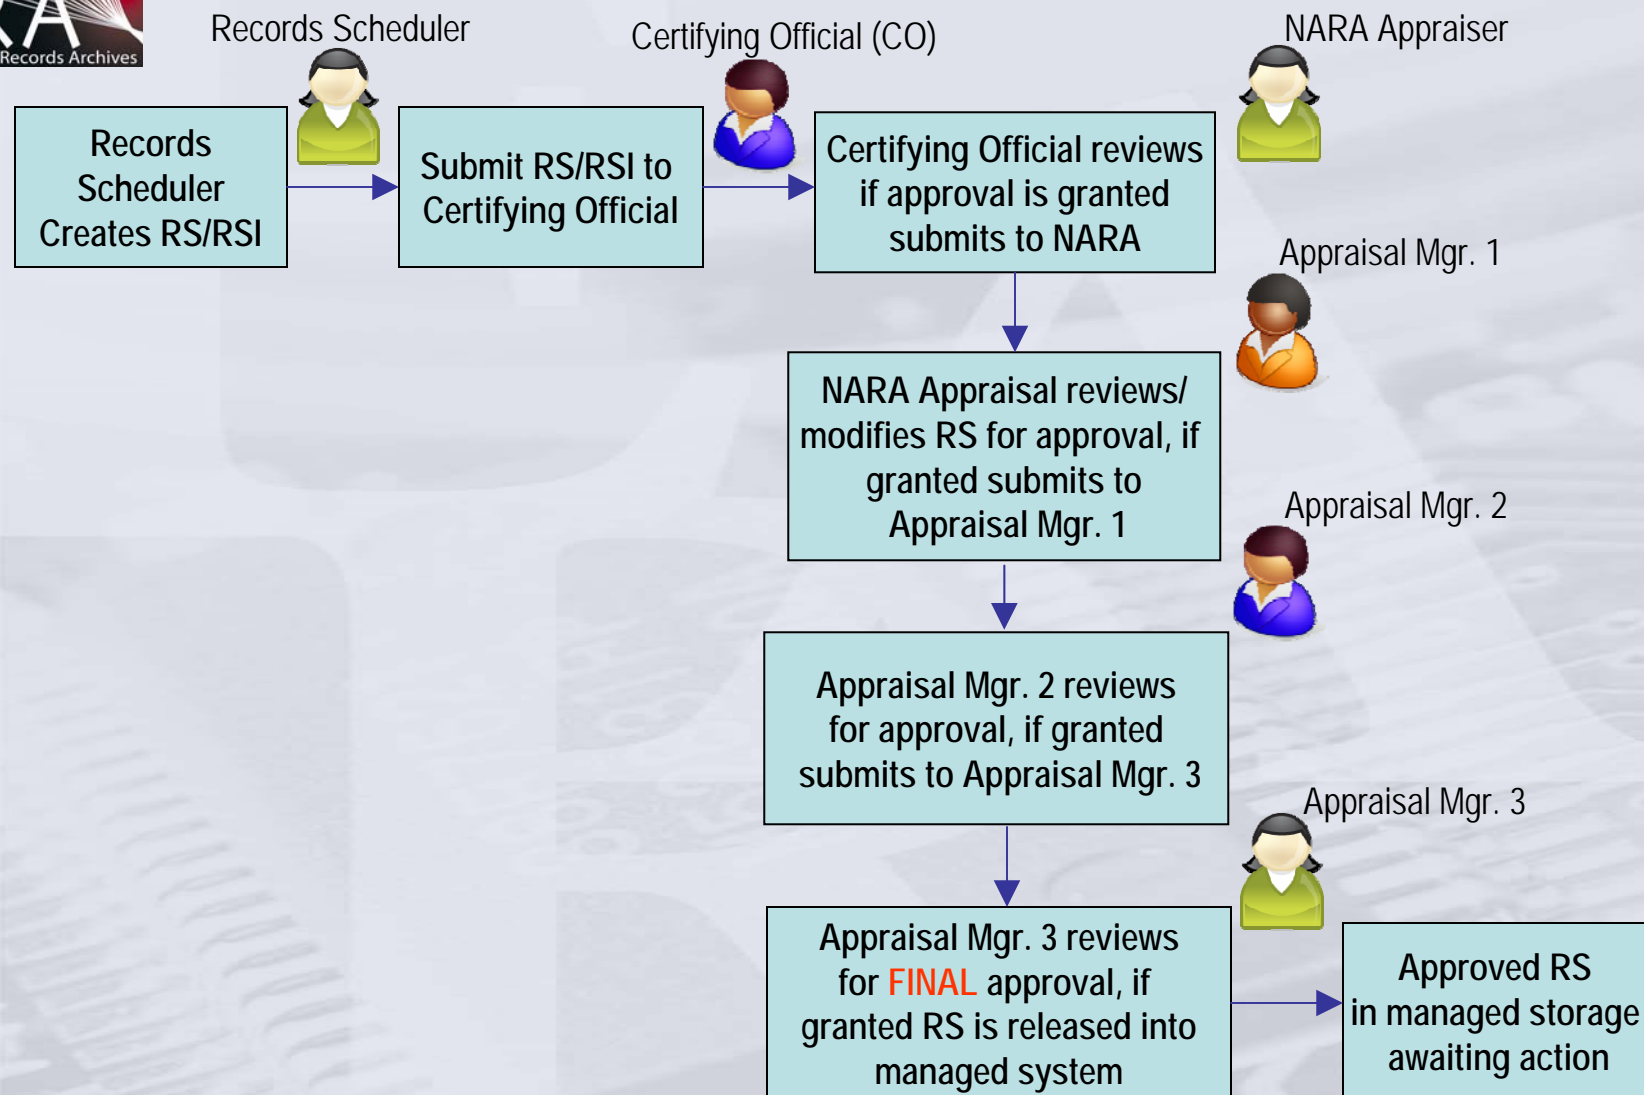 Records Archives
Records Scheduler
Certifying Official (CO)
NARA Appraiser
Records
Scheduler
Creates RS/RSI
Submit RS/RSI to
Certifying Official
Certifying Official reviews
if approval is granted
submits to NARA
Appraisal Mgr. 1
NARA Appraisal reviews/
modifies RS for approval, if
granted submits to
Appraisal Mgr. 1
Appraisal Mgr. 2
Appraisal Mgr. 2 reviews
for approval, if granted
submits to Appraisal Mgr. 3
Appraisal Mgr. 3
Appraisal Mgr. 3 reviews
for FINAL approval, if
granted RS is released into
managed system
Approved RS
in managed storage
awaiting action